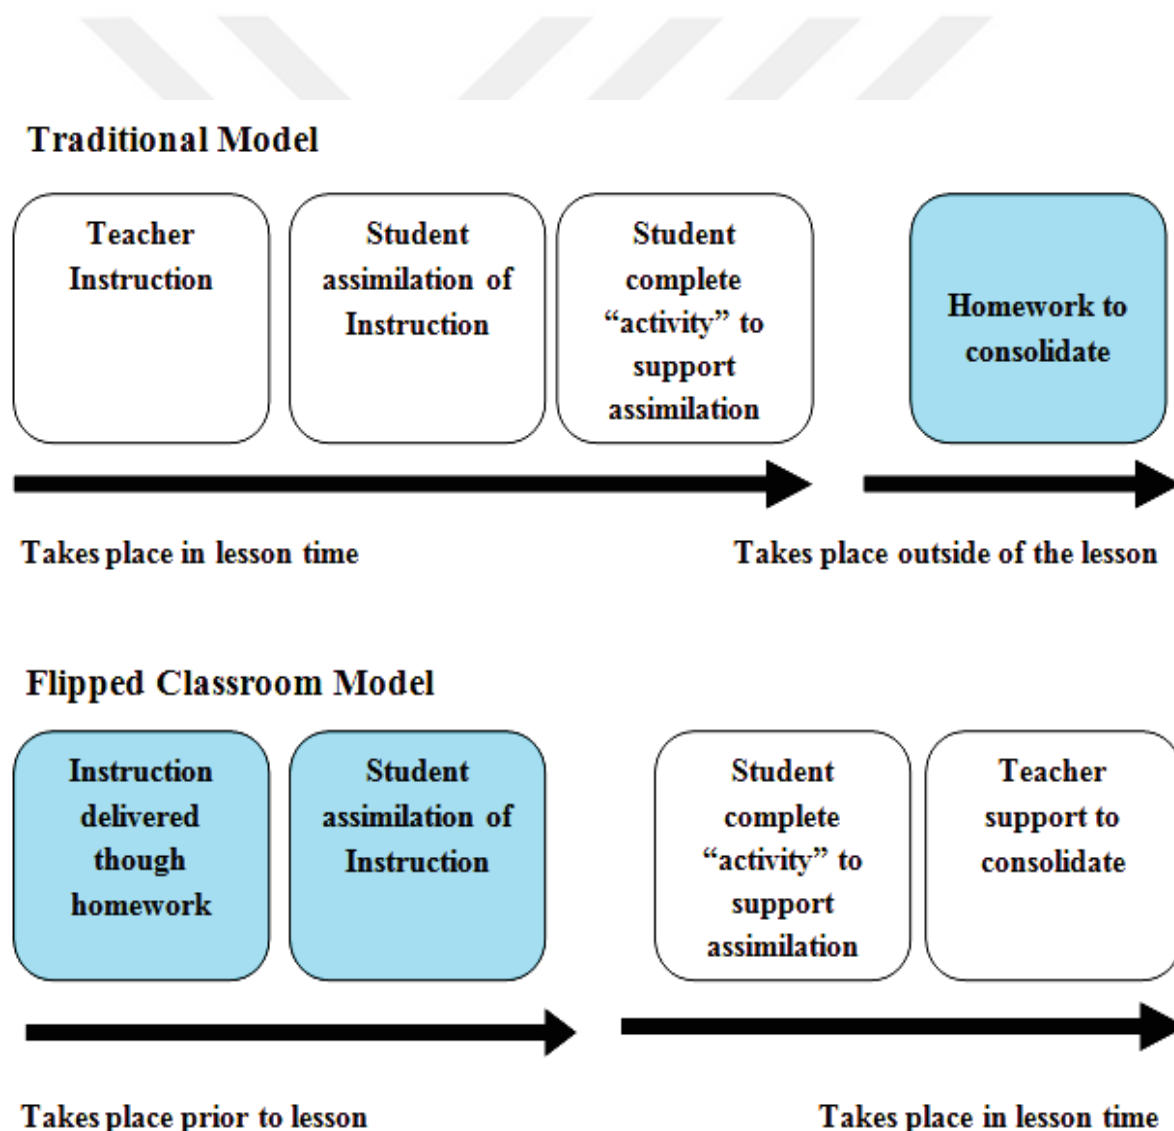 Traditional Model
Teacher
Instruction
Student
assimilation of
Instruction
Student
complete
“activity” to
support
assimilation
Homework to
consolidate
Takes place in lesson time
Takes place outside of the lesson
Flipped Classroom Model
Instruction
delivered
though
homework
Student
assimilation of
Instruction
Student
complete
“activity” to
support
assimilation
Teacher
support to
consolidate
Takes place prior to lesson
Takes place in lesson time